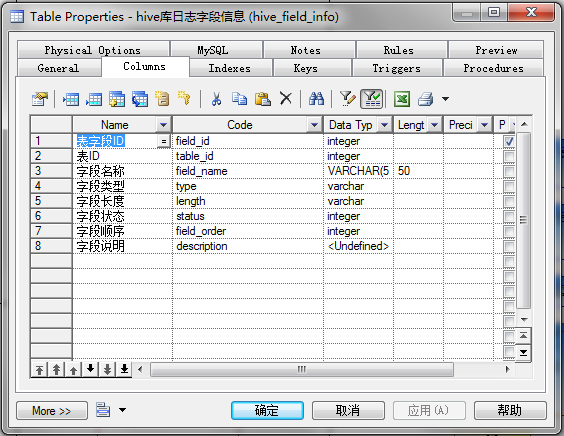 Table Properties - hive库日志字段信息 (hive_field_info)
Physical Options MySQL Notes Rules Preview
General Columns Indexes Keys Triggers Procedures
Name Code Data Typ Lengt Preci P
1 表字段ID = field_id integer
2 表ID table_id integer
3 字段名称 field_name VARCHAR(5 50
4 字段类型 type varchar
5 字段长度 length varchar
6 字段状态 status integer
7 字段顺序 field_order integer
8 字段说明 description <Undefined>
More >> 确定 取消 应用(A) 帮助